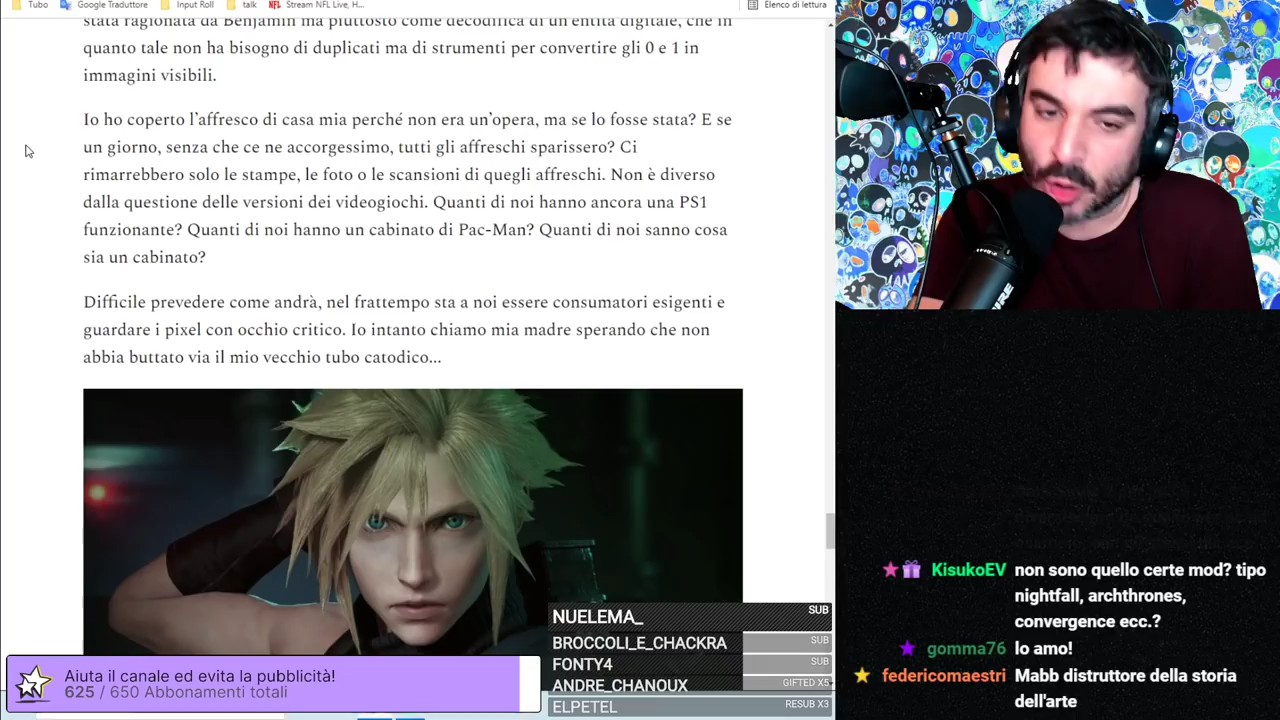 Tubo
Google Traduttore
Input Roll
talk
Stream NFL Live, H...
Elenco di lettura
stata ragionata da Benjamin ma piuttosto come decodifica di un'entità digitale, che in
quanto tale non ha bisogno di duplicati ma di strumenti per convertire gli 0 e 1 in
immagini visibili.
Io ho coperto l'affresco di casa mia perché non era un'opera, ma se lo fosse stata? E se
un giorno, senza che ce ne accorgessimo, tutti gli affreschi sparissero? Ci
rimarrebbero solo le stampe, le foto o le scansioni di quegli affreschi. Non è diverso
dalla questione delle versioni dei videogiochi. Quanti di noi hanno ancora una PS1
funzionante? Quanti di noi hanno un cabinato di Pac-Man? Quanti di noi sanno cosa
sia un cabinato?
Difficile prevedere come andrà, nel frattempo sta a noi essere consumatori esigenti e
guardare i pixel con occhio critico. Io intanto chiamo mia madre sperando che non
abbia buttato via il mio vecchio tubo catodico...
NUELEMA_ SUB
BROCCOLI_E_CHACKRA SUB
FONTY4 SUB
ANDRE_CHANOUX GIFTED X5
ELPETEL RESUB X3
Aiuta il canale ed evita la pubblicità!
625 / 650 Abbonamenti totali
SHURE
KisukoEV non sono quello certe mod? tipo
nightfall, archthrones,
convergence ecc.?
gomma76 lo amo!
federicomaestri Mabb distruttore della storia
dell'arte